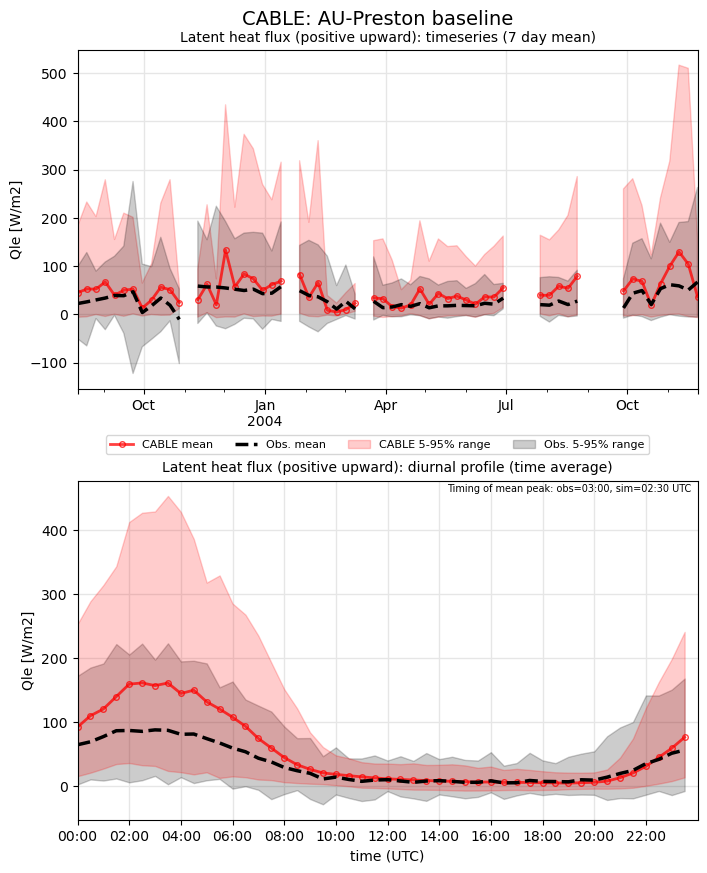 CABLE: AU-Preston baseline
Latent heat flux (positive upward): timeseries (7 day mean)
Qle [W/m2]
500
400
300
200
100
0
−100
Oct
Jan
2004
Apr
Jul
Oct
CABLE mean
Obs. mean
CABLE 5-95% range
Obs. 5-95% range
Latent heat flux (positive upward): diurnal profile (time average)
Timing of mean peak: obs=03:00, sim=02:30 UTC
Qle [W/m2]
400
300
200
100
0
00:00
02:00
04:00
06:00
08:00
10:00
12:00
14:00
16:00
18:00
20:00
22:00
time (UTC)